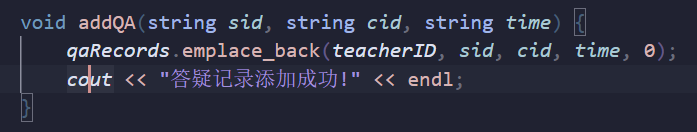 void addQA(string sid, string cid, string time) {
    qaRecords.emplace_back(teacherID, sid, cid, time, 0);
    cout << "答疑记录添加成功!" << endl;
}